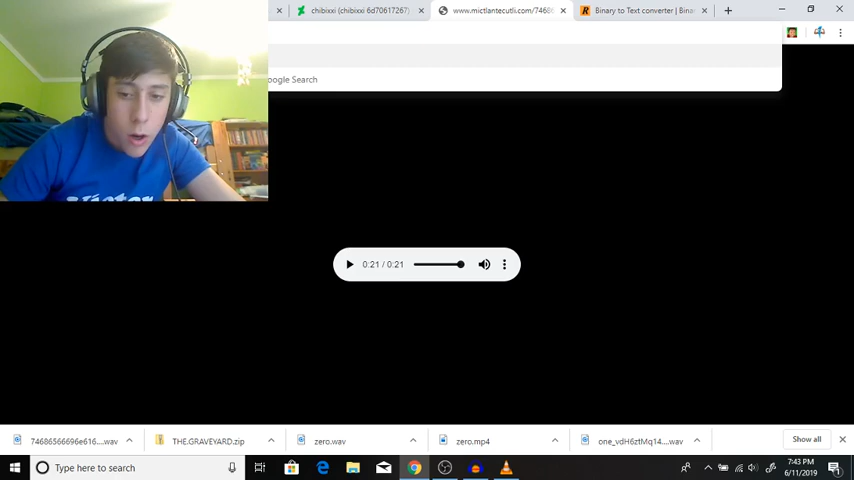 chibixxi (chibixxi 6d70617267)
www.mictlantecutli.com/7468
Binary to Text converter | Bina
oogle Search
0:21 / 0:21
74686566696e616....wav
THE.GRAVEYARD.zip
zero.wav
zero.mp4
one_vdH6ztMq14....wav
Show all
Type here to search
7:43 PM
6/11/2019